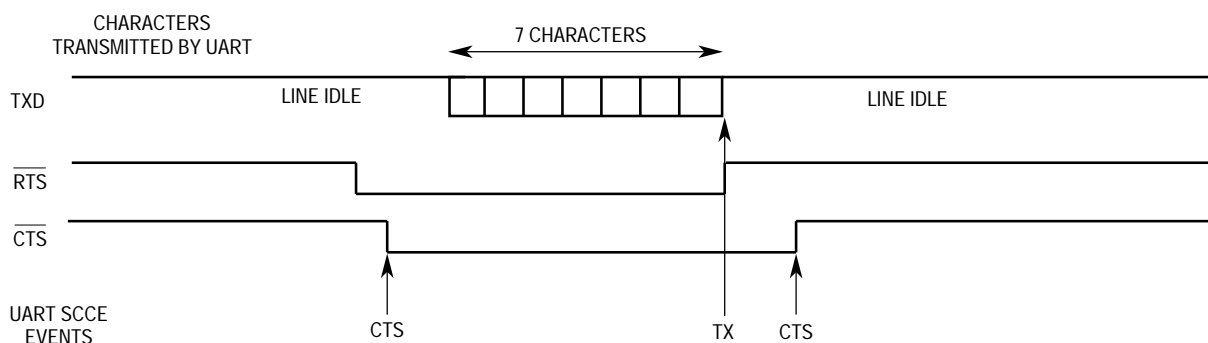 CHARACTERS
TRANSMITTED BY UART
7 CHARACTERS
TXD
LINE IDLE
LINE IDLE
RTS
CTS
UART SCCE
EVENTS
CTS
TX
CTS